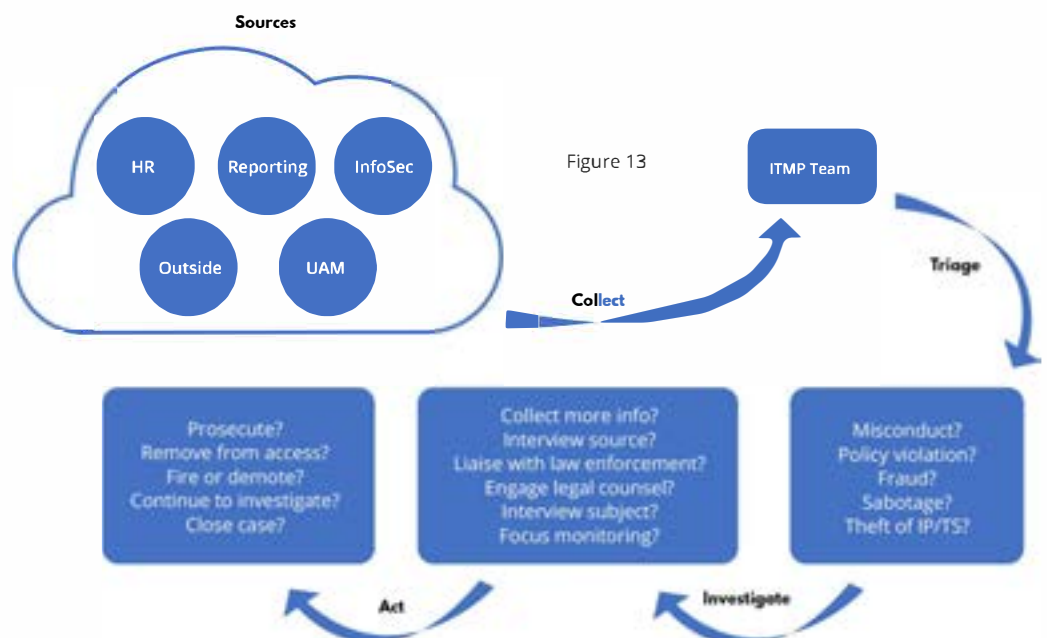 Sources
HR
Reporting
InfoSec
Outside
UAM
Figure 13
ITMP Team
Collect
Triage
Misconduct?
Policy violation?
Fraud?
Sabotage?
Theft of IP/TS?
Investigate
Collect more info?
Interview source?
Liaise with law enforcement?
Engage legal counsel?
Interview subject?
Focus monitoring?
Act
Prosecute?
Remove from access?
Fire or demote?
Continue to investigate?
Close case?